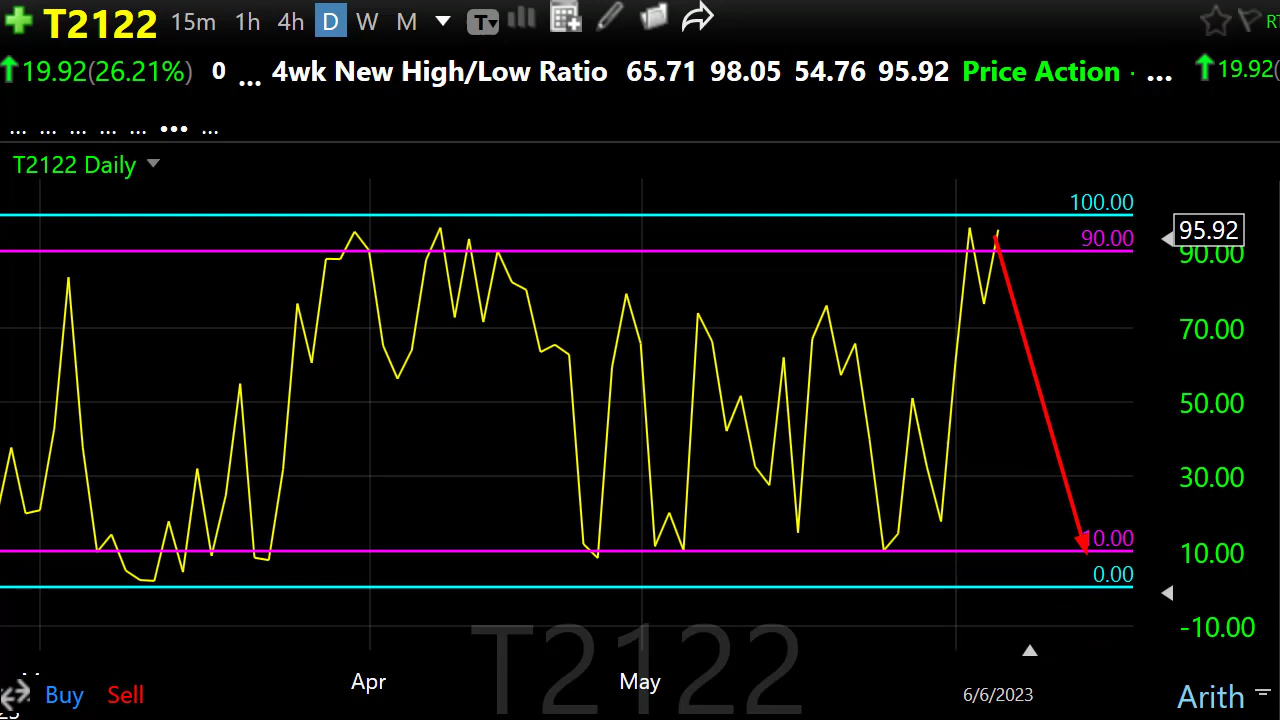 T2122 15m 1h 4h D W M T
19.92(26.21%) 0 ... 4wk New High/Low Ratio 65.71 98.05 54.76 95.92 Price Action · ... 19.92(
... ... ... ... ... ... ...
T2122 Daily
100.00
95.92
90.00
90.00
70.00
50.00
30.00
10.00
10.00
0.00
-10.00
T2122
Apr May 6/6/2023
Buy Sell Arith